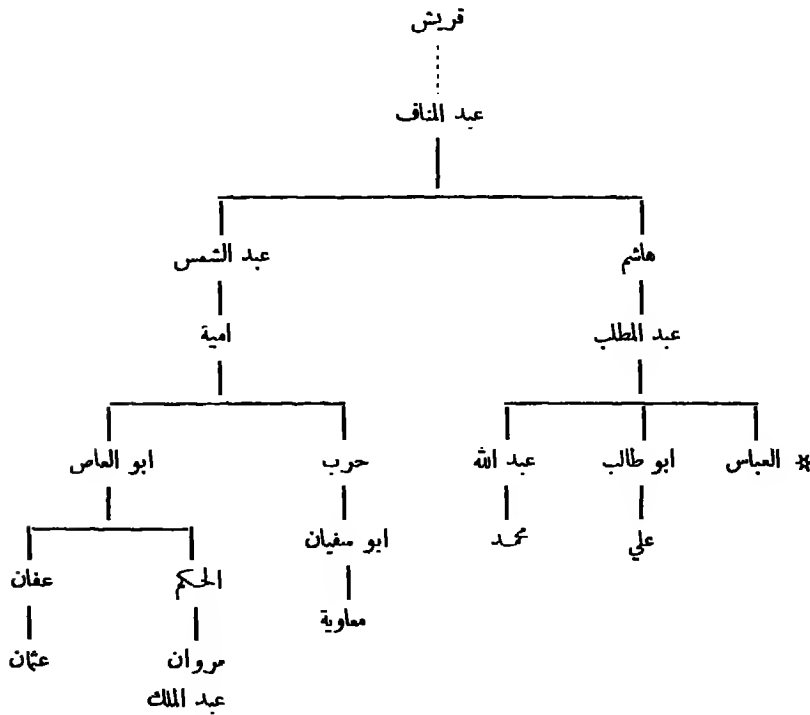 قريش
عبد المناف
هاشم
عبد الشمس
عبد المطلب
امية
* العباس
ابو طالب
عبد الله
حرب
ابو العاص
علي
محمد
ابو سفيان
الحكم
عفان
معاوية
مروان
عثمان
عبد الملك